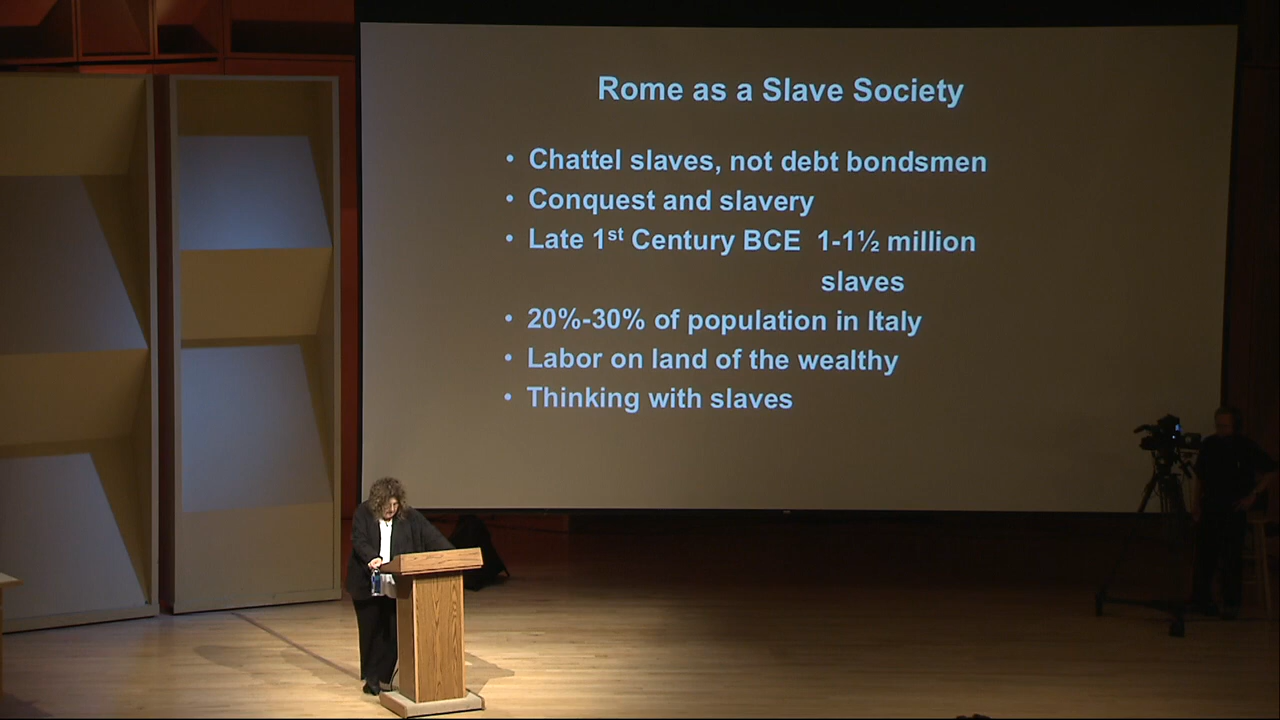 Rome as a Slave Society
• Chattel slaves, not debt bondsmen
• Conquest and slavery
• Late 1st Century BCE 1-1½ million
slaves
• 20%-30% of population in Italy
• Labor on land of the wealthy
• Thinking with slaves